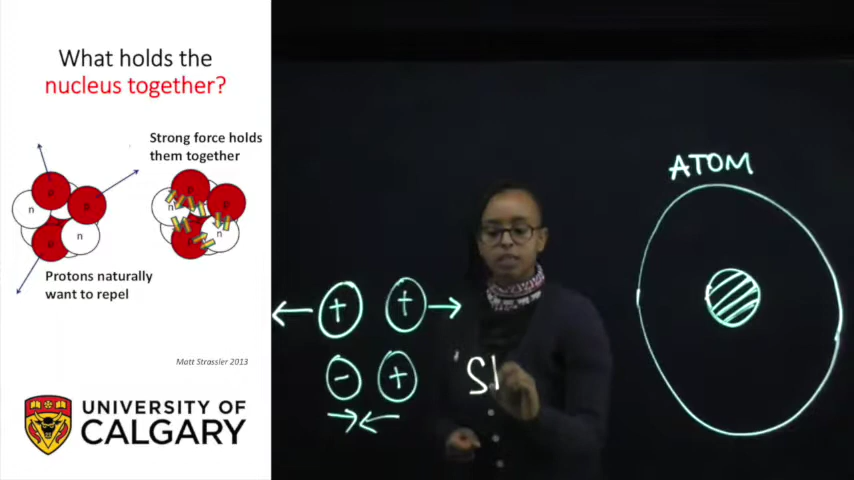 What holds the
nucleus together?
Strong force holds
them together
p
p
n
n
p
p
p
n
n
p
Protons naturally
want to repel
Matt Strassler 2013
UNIVERSITY OF
CALGARY
ATOM
+ +
- +
'SI